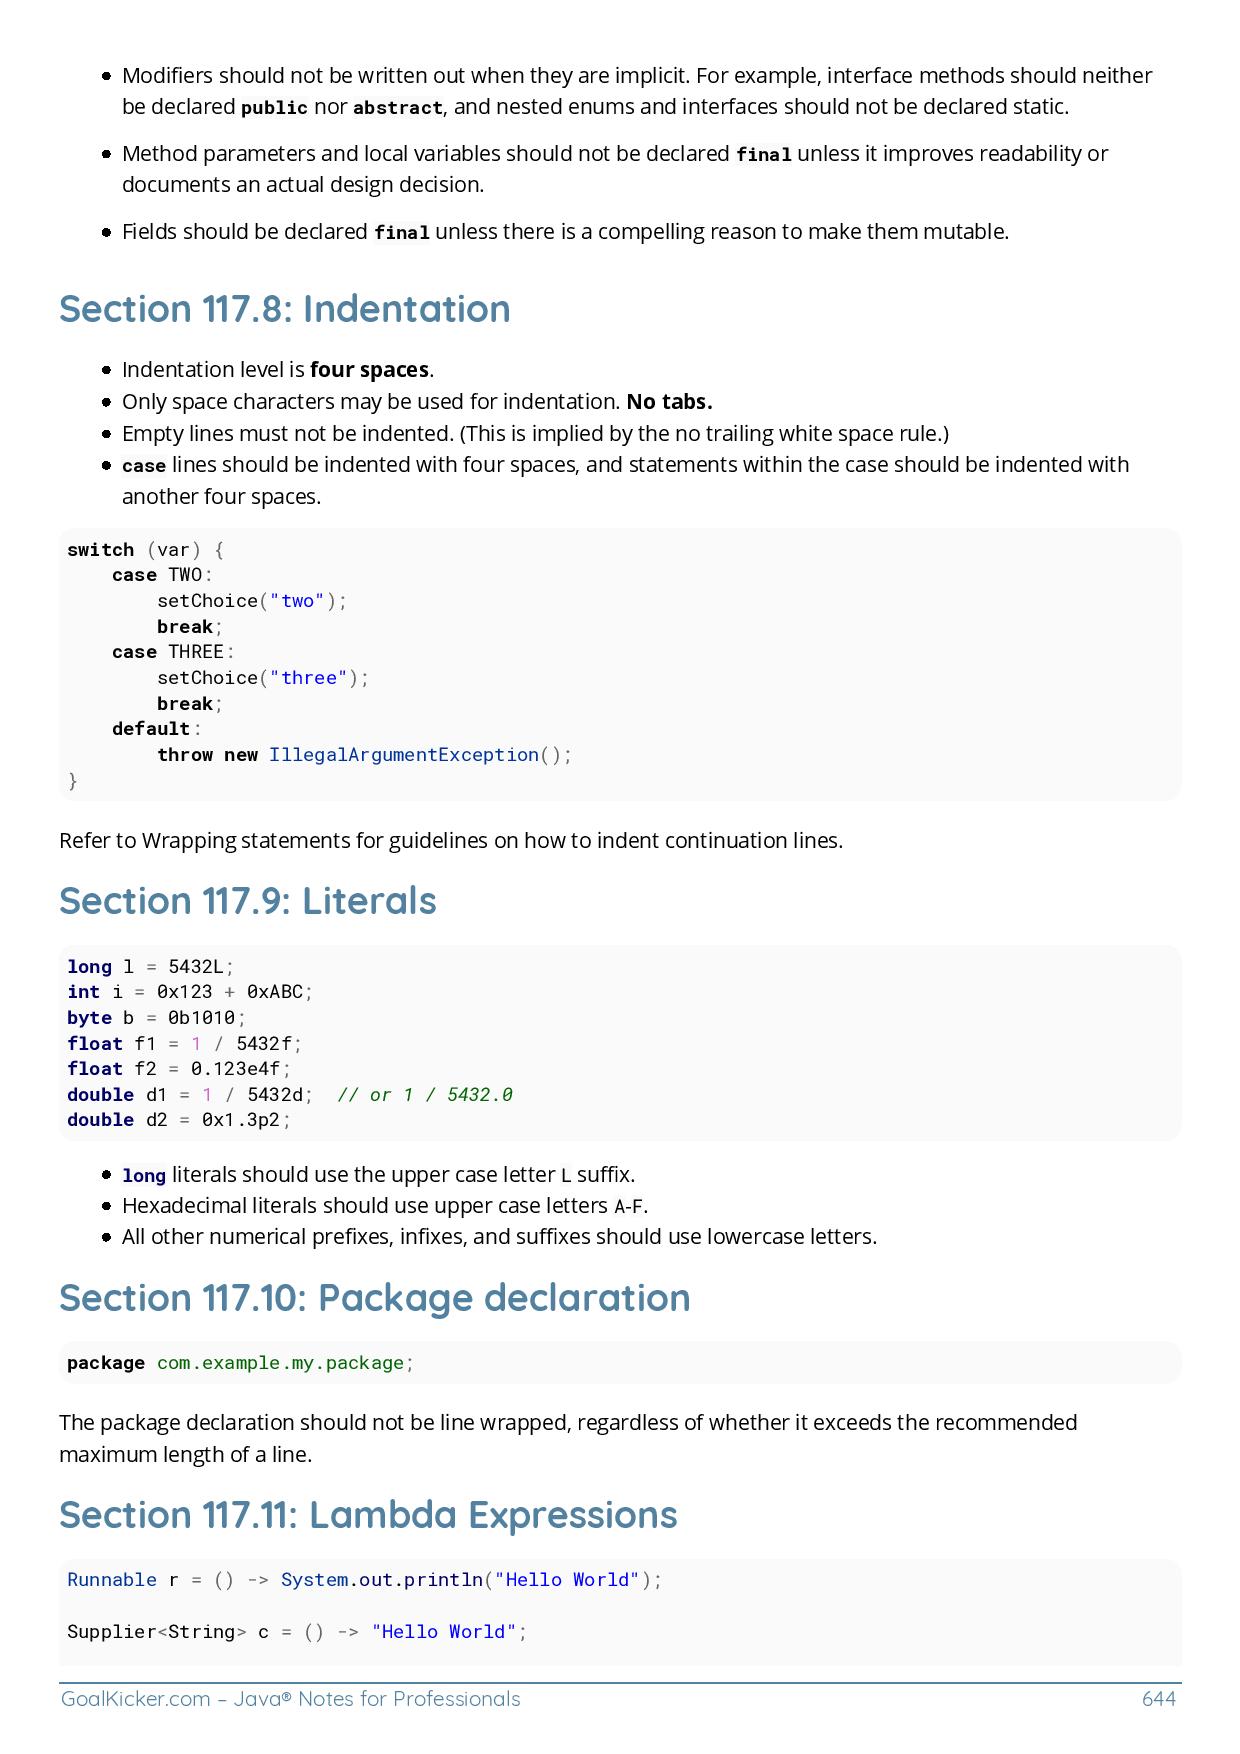 • Modifiers should not be written out when they are implicit. For example, interface methods should neither
be declared public nor abstract, and nested enums and interfaces should not be declared static.
• Method parameters and local variables should not be declared final unless it improves readability or
documents an actual design decision.
• Fields should be declared final unless there is a compelling reason to make them mutable.
Section 117.8: Indentation
• Indentation level is four spaces.
• Only space characters may be used for indentation. No tabs.
• Empty lines must not be indented. (This is implied by the no trailing white space rule.)
• case lines should be indented with four spaces, and statements within the case should be indented with
another four spaces.
switch (var) {
    case TWO:
        setChoice("two");
        break;
    case THREE:
        setChoice("three");
        break;
    default:
        throw new IllegalArgumentException();
}
Refer to Wrapping statements for guidelines on how to indent continuation lines.
Section 117.9: Literals
long l = 5432L;
int i = 0x123 + 0xABC;
byte b = 0b1010;
float f1 = 1 / 5432f;
float f2 = 0.123e4f;
double d1 = 1 / 5432d;  // or 1 / 5432.0
double d2 = 0x1.3p2;
• long literals should use the upper case letter L suffix.
• Hexadecimal literals should use upper case letters A-F.
• All other numerical prefixes, infixes, and suffixes should use lowercase letters.
Section 117.10: Package declaration
package com.example.my.package;
The package declaration should not be line wrapped, regardless of whether it exceeds the recommended
maximum length of a line.
Section 117.11: Lambda Expressions
Runnable r = () -> System.out.println("Hello World");
Supplier<String> c = () -> "Hello World";
GoalKicker.com – Java® Notes for Professionals 644